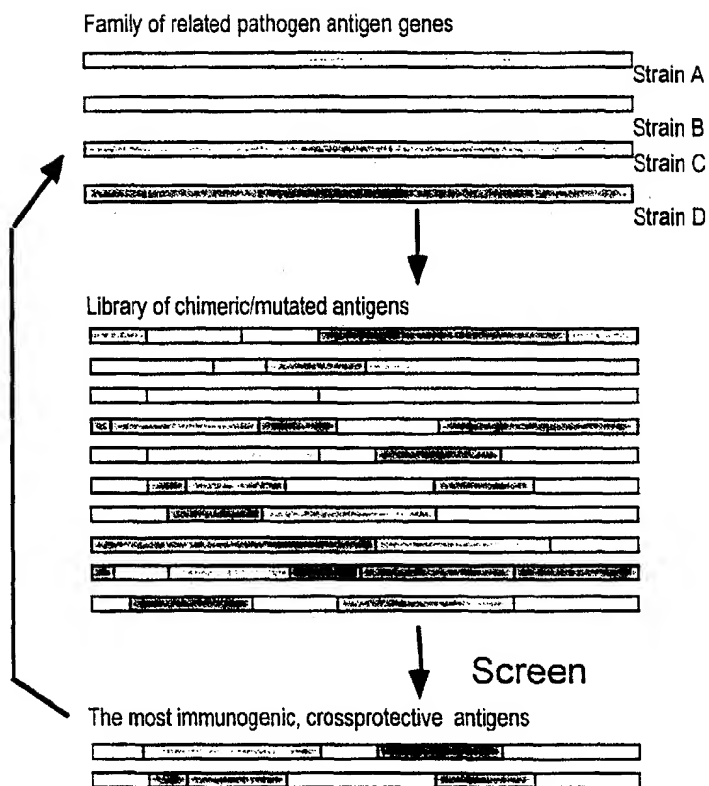 Family of related pathogen antigen genes
Strain A
Strain B
Strain C
Strain D
Library of chimeric/mutated antigens
Screen
The most immunogenic, crossprotective antigens